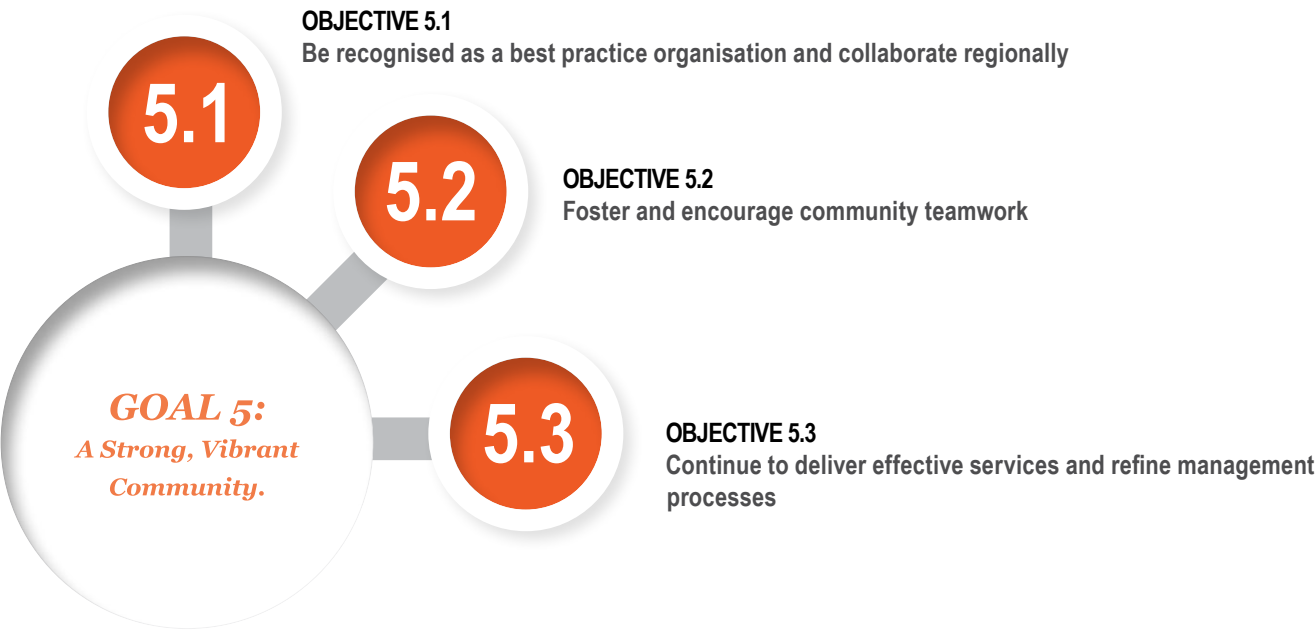 OBJECTIVE 5.1
Be recognised as a best practice organisation and collaborate regionally
5.1
5.2
OBJECTIVE 5.2
Foster and encourage community teamwork
GOAL 5:
A Strong, Vibrant
Community.
5.3
OBJECTIVE 5.3
Continue to deliver effective services and refine management
processes